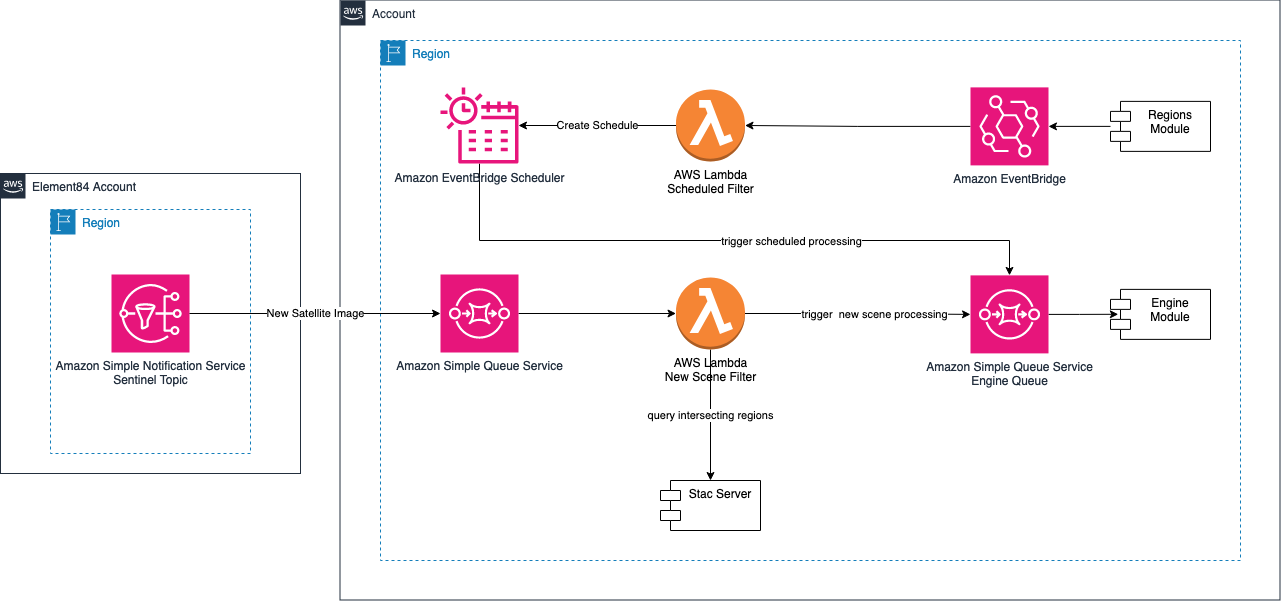 aws
Account
Region
Create Schedule
Regions
Module
Amazon EventBridge Scheduler
AWS Lambda
Scheduled Filter
Amazon EventBridge
aws
Element84 Account
Region
trigger scheduled processing
New Satellite Image
trigger new scene processing
Engine
Module
Amazon Simple Notification Service
Sentinel Topic
Amazon Simple Queue Service
AWS Lambda
New Scene Filter
Amazon Simple Queue Service
Engine Queue
query intersecting regions
Stac Server